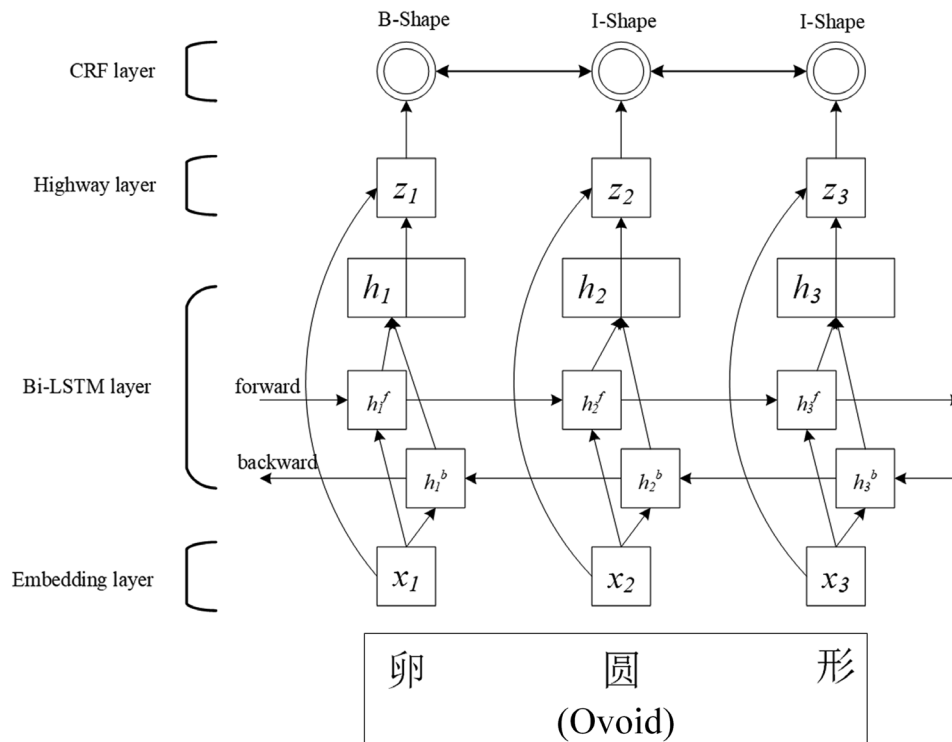 B-Shape I-Shape I-Shape
CRF layer
Highway layer
z1 z2 z3
h1 h2 h3
Bi-LSTM layer
forward
h1f h2f h3f
backward
h1b h2b h3b
Embedding layer
x1 x2 x3
卵 圆 形
(Ovoid)